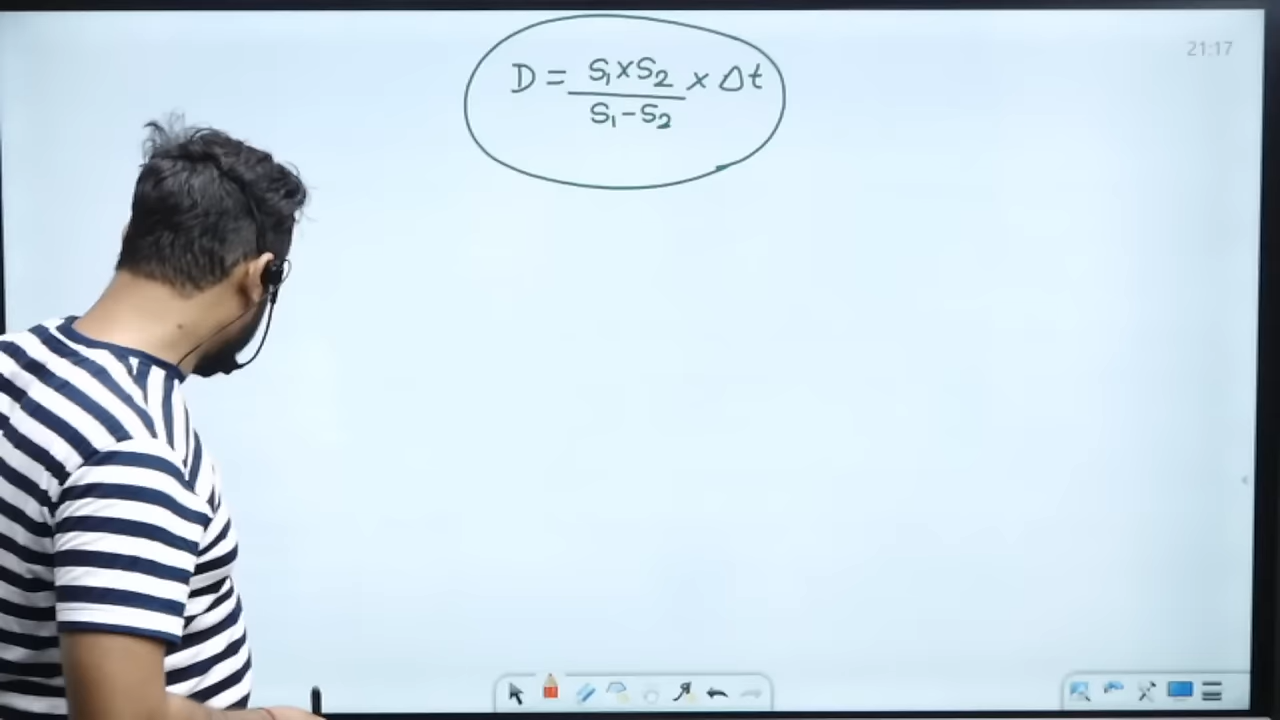 21:17
D = S₁×S₂ / S₁-S₂ × Δt